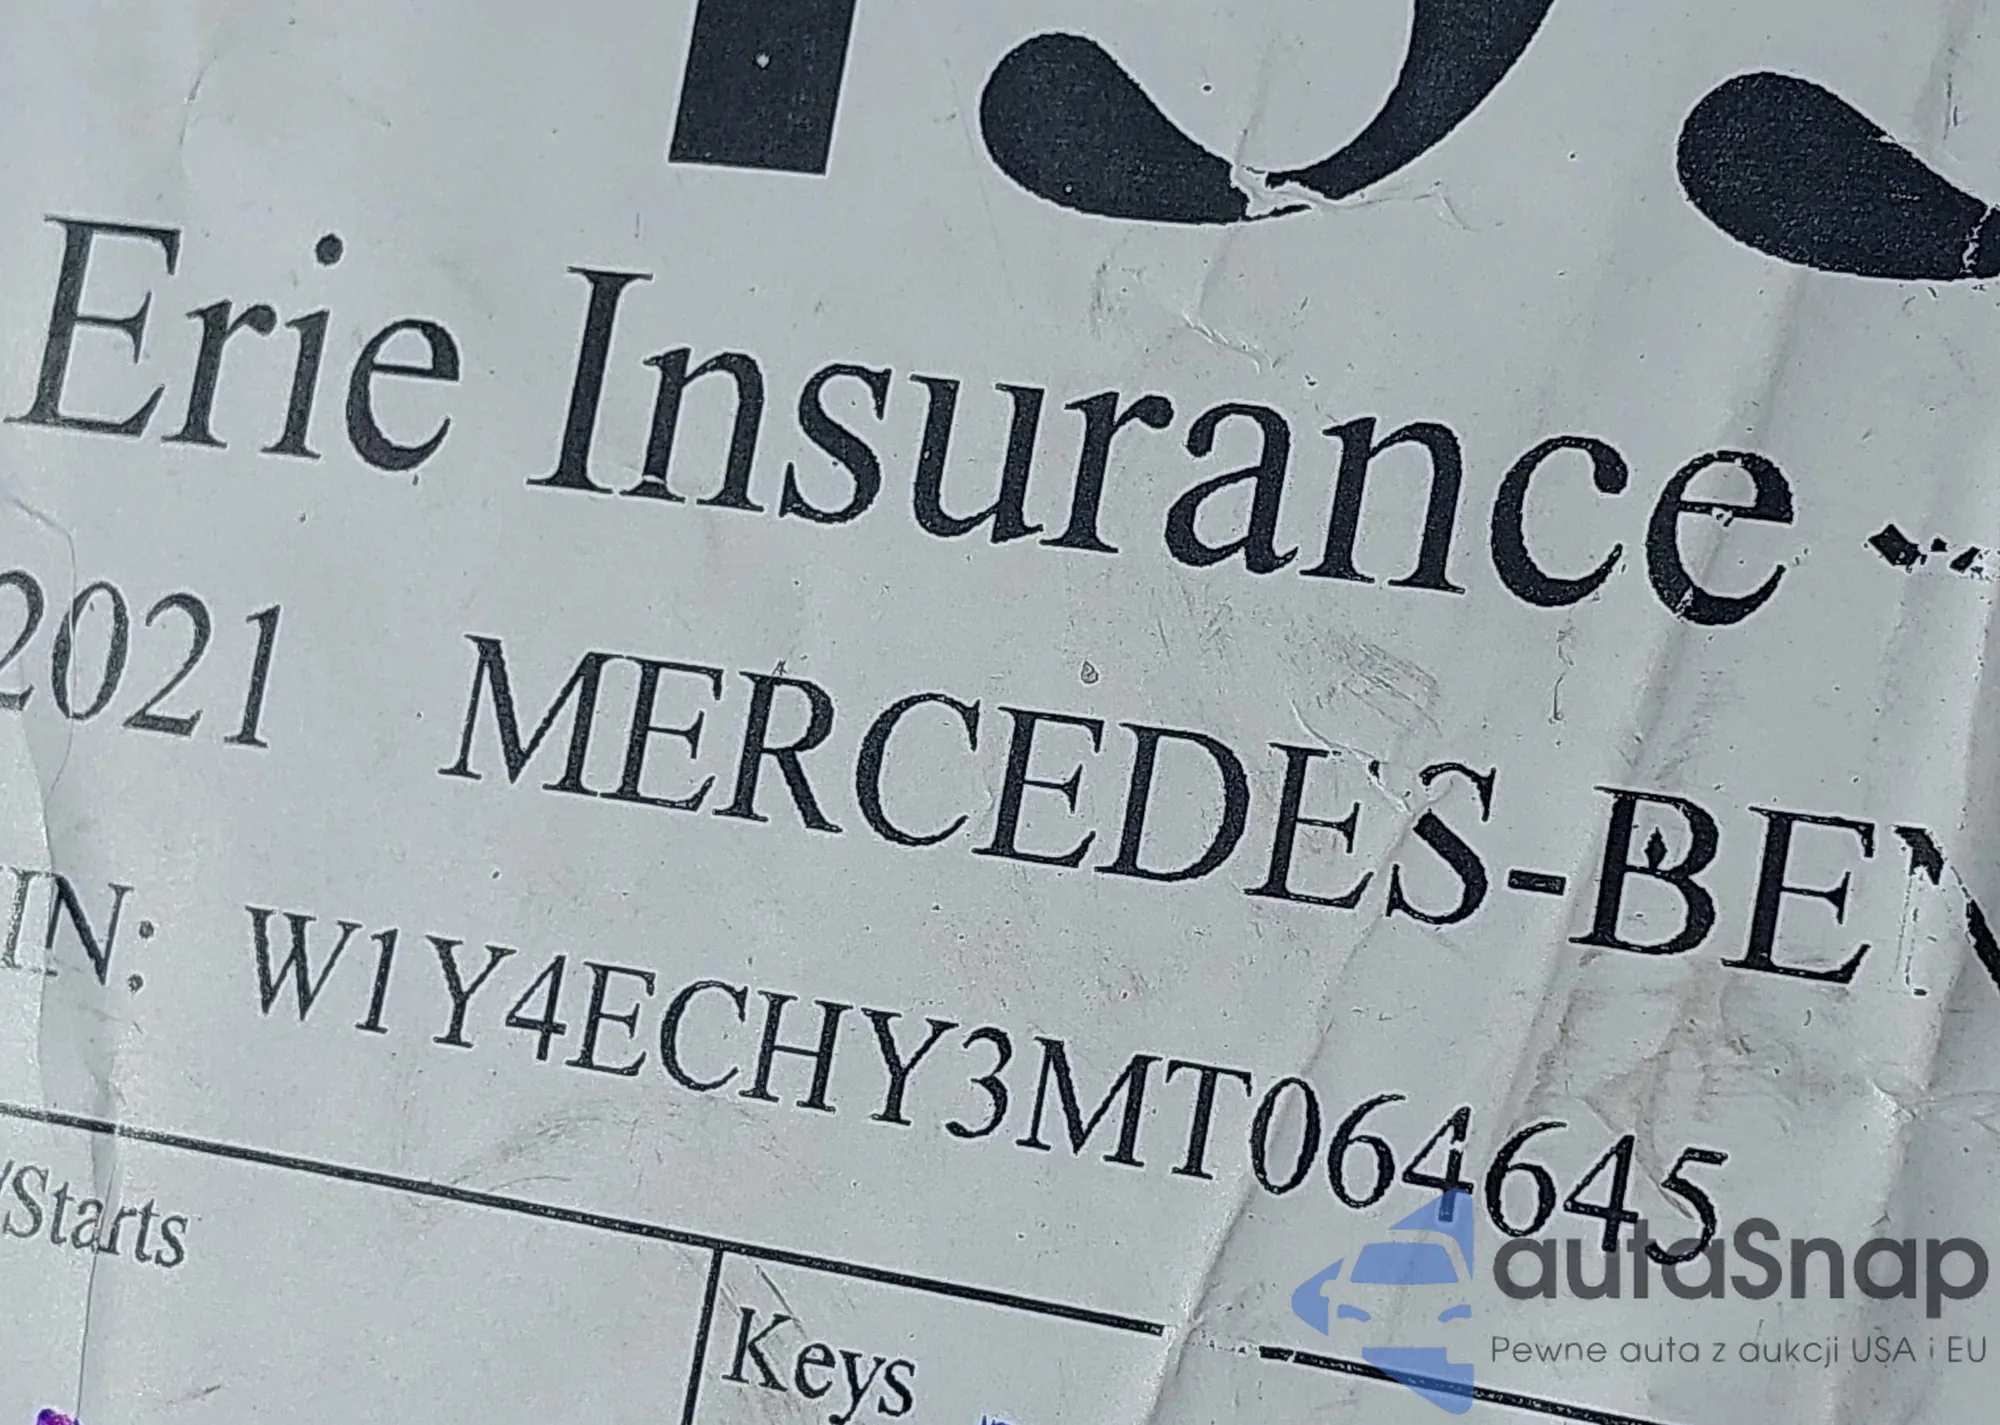 Erie Insurance
2021 MERCEDES-BEN
IN: W1Y4ECHY3MT064645
/Starts
Keys
autaSnap
Pewne auta z aukcji USA i EU